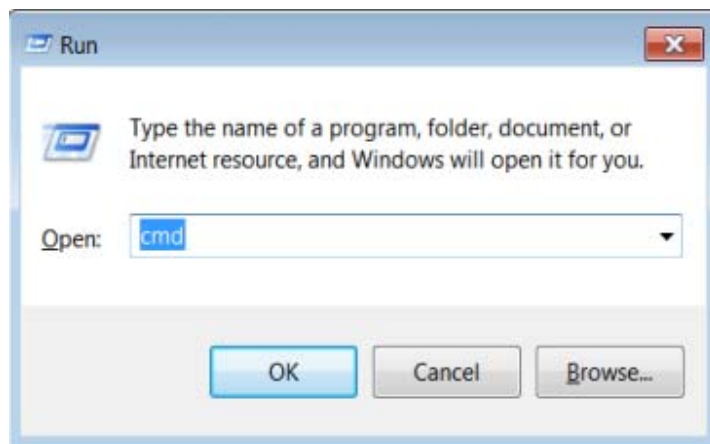 Run
Type the name of a program, folder, document, or
Internet resource, and Windows will open it for you.
Open: cmd
OK Cancel Browse...